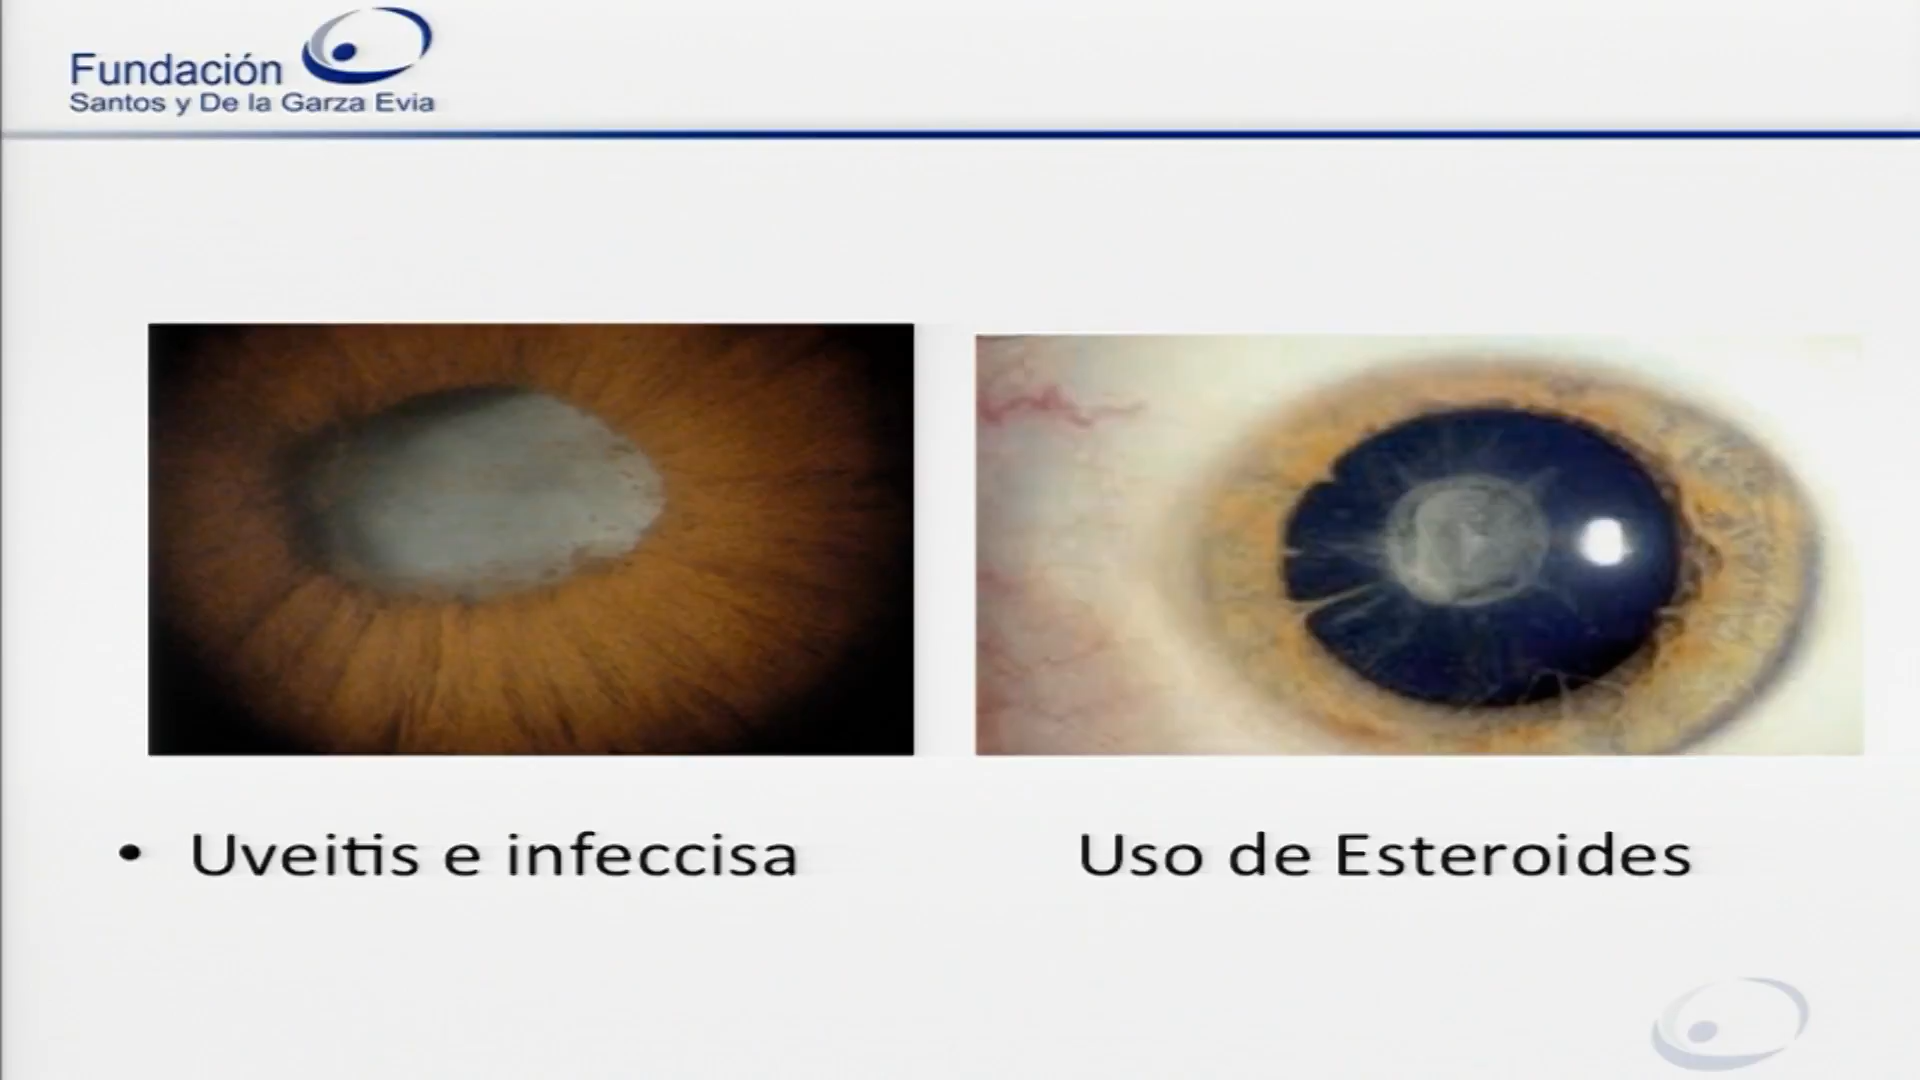 Fundación
Santos y De la Garza Evia
• Uveitis e infeccisa
Uso de Esteroides